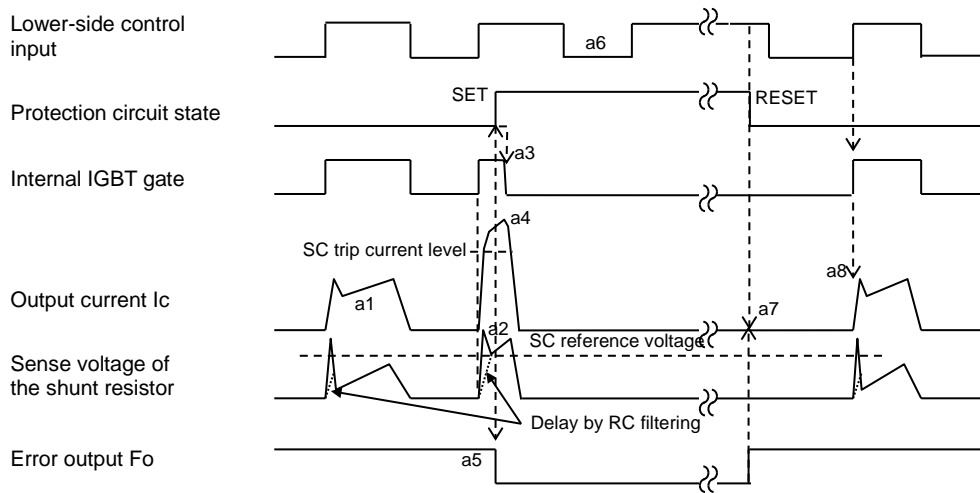 Lower-side control
input
a6
SET
RESET
Protection circuit state
a3
Internal IGBT gate
a4
SC trip current level
a8
Output current Ic
a1
a7
a2
SC reference voltage
Sense voltage of
the shunt resistor
Delay by RC filtering
Error output Fo
a5